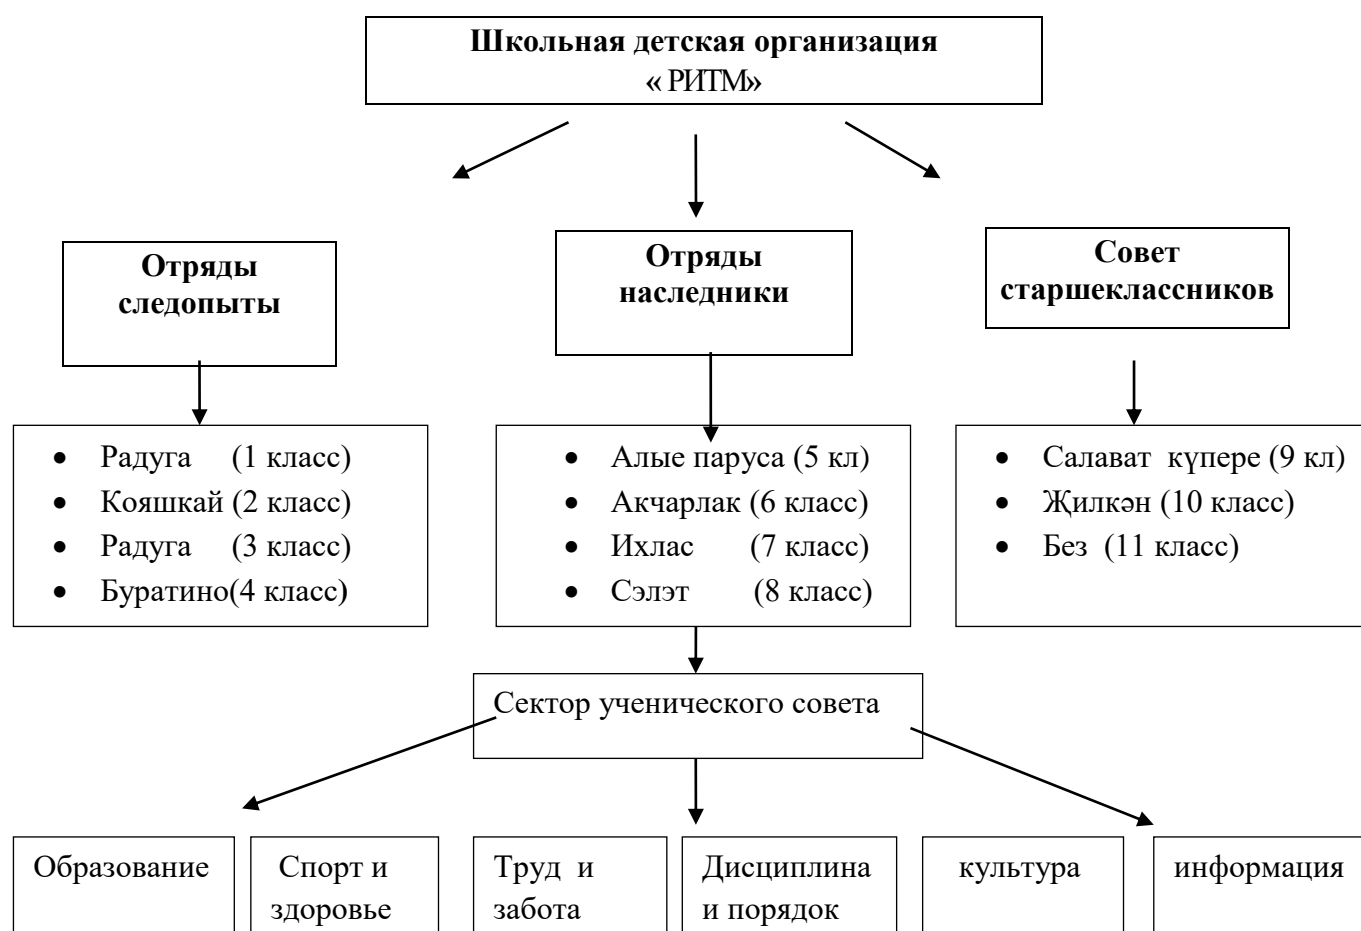 Школьная детская организация
« РИТМ»
Отряды
следопыты
Отряды
наследники
Совет
старшеклассников
• Радуга (1 класс)
• Кояшкай (2 класс)
• Радуга (3 класс)
• Буратино(4 класс)
• Алые паруса (5 кл)
• Акчарлак (6 класс)
• Ихлас (7 класс)
• Сэлэт (8 класс)
• Салават күпере (9 кл)
• Җилкән (10 класс)
• Без (11 класс)
Сектор ученического совета
Образование
Спорт и
здоровье
Труд и
забота
Дисциплина
и порядок
культура
информация